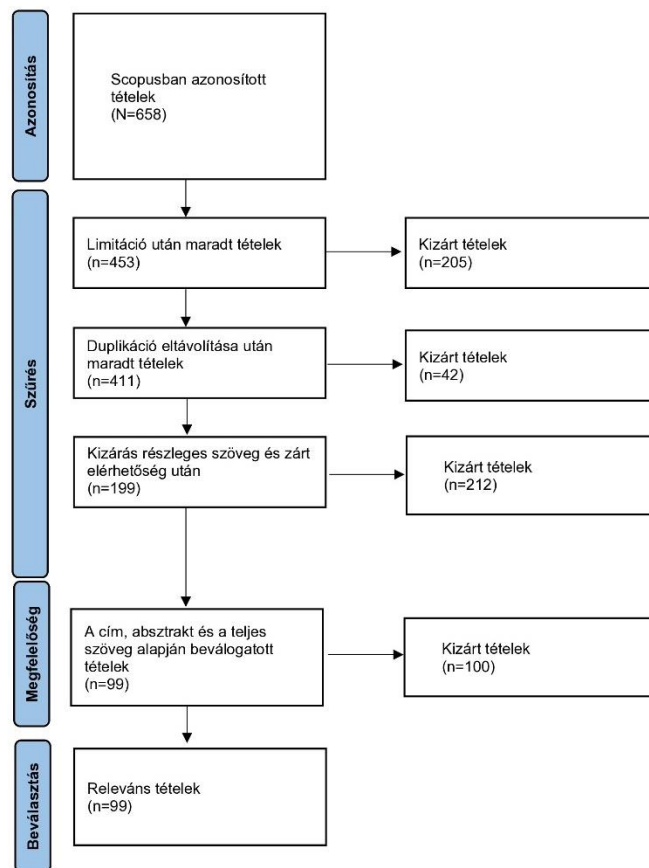 Azonosítás
Scopusban azonosított
tételek
(N=658)
Szűrés
Limitáció után maradt tételek
(n=453)
Kizárt tételek
(n=205)
Duplikáció eltávolítása után
maradt tételek
(n=411)
Kizárt tételek
(n=42)
Kizárás részleges szöveg és zárt
elérhetőség után
(n=199)
Kizárt tételek
(n=212)
Megfelelőség
A cím, absztrakt és a teljes
szöveg alapján beválogatott
tételek
(n=99)
Kizárt tételek
(n=100)
Beválasztás
Releváns tételek
(n=99)